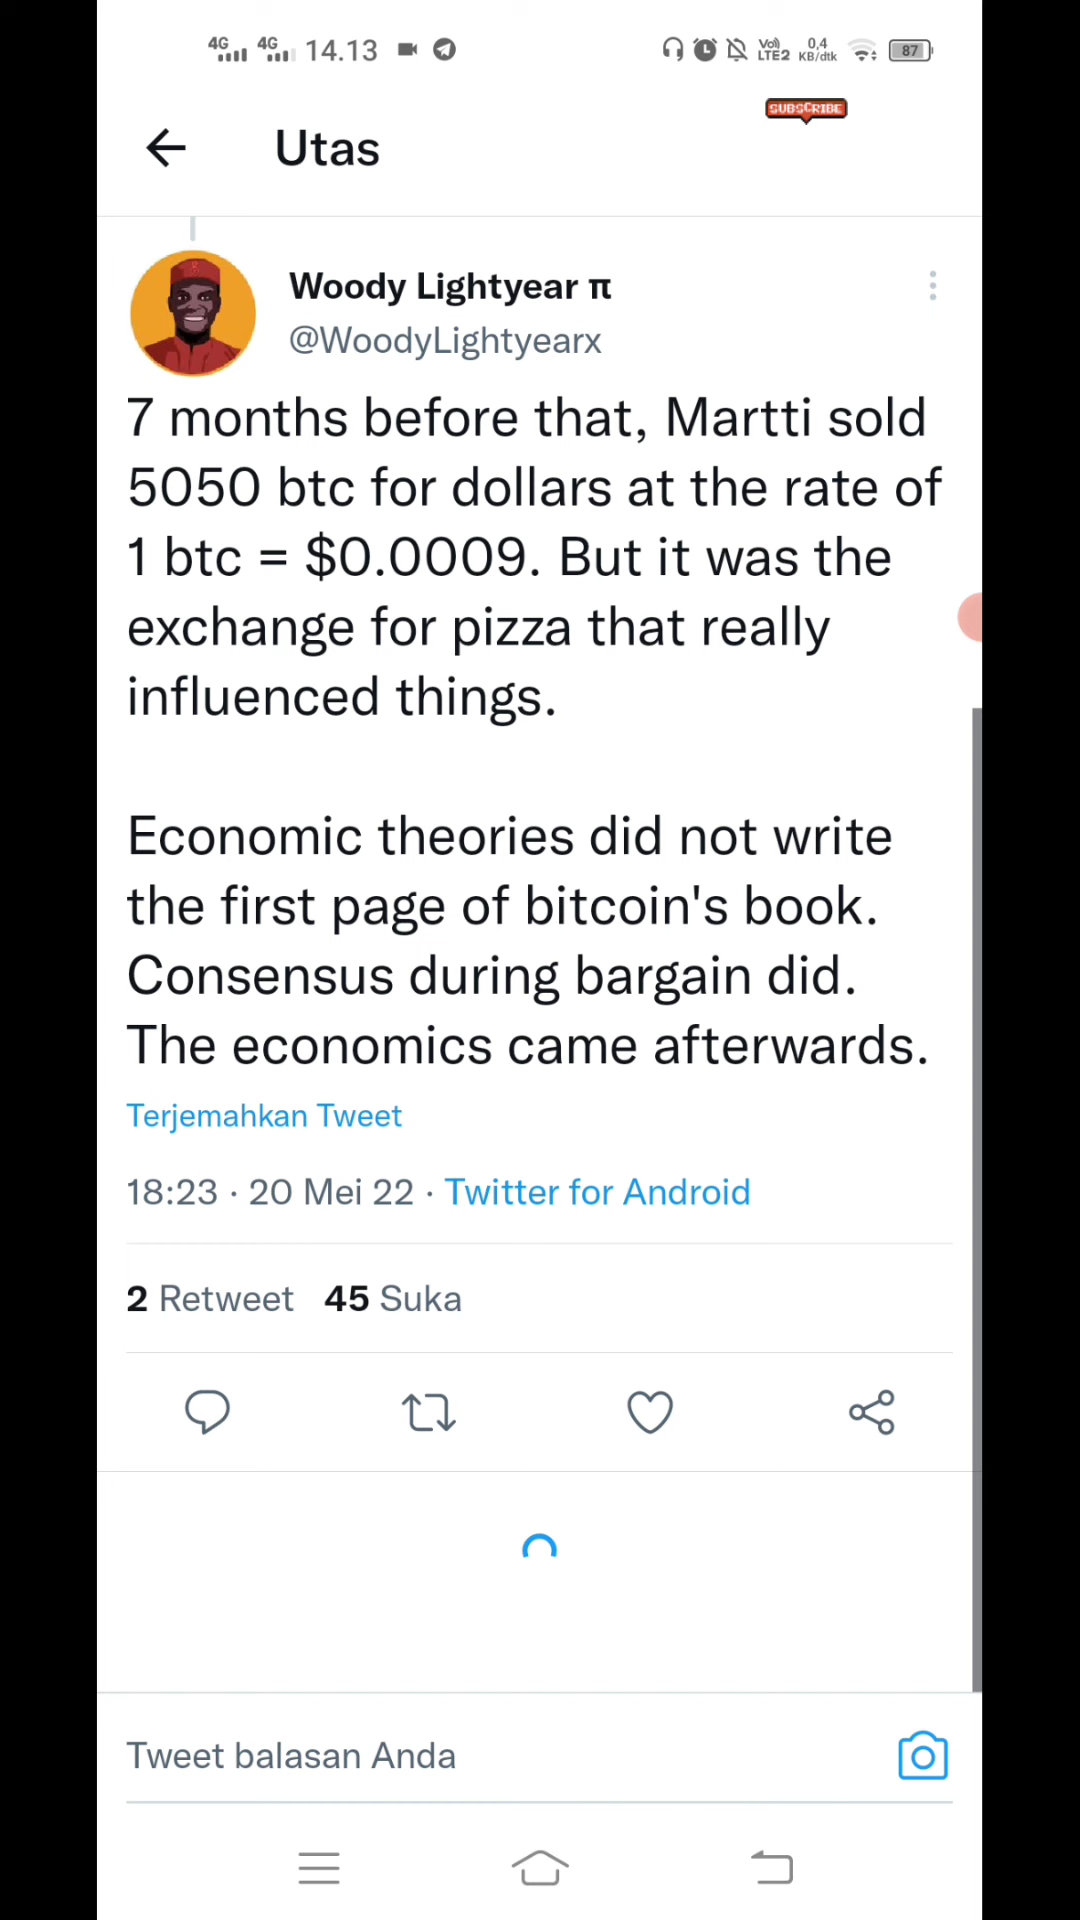 4G 4G 14.13 Vo) LTE2 0,4 KB/dtk 87
SUBSCRIBE
Utas
Woody Lightyear π
@WoodyLightyearx
7 months before that, Martti sold
5050 btc for dollars at the rate of
1 btc = $0.0009. But it was the
exchange for pizza that really
influenced things.
Economic theories did not write
the first page of bitcoin's book.
Consensus during bargain did.
The economics came afterwards.
Terjemahkan Tweet
18:23 · 20 Mei 22 · Twitter for Android
2 Retweet 45 Suka
Tweet balasan Anda